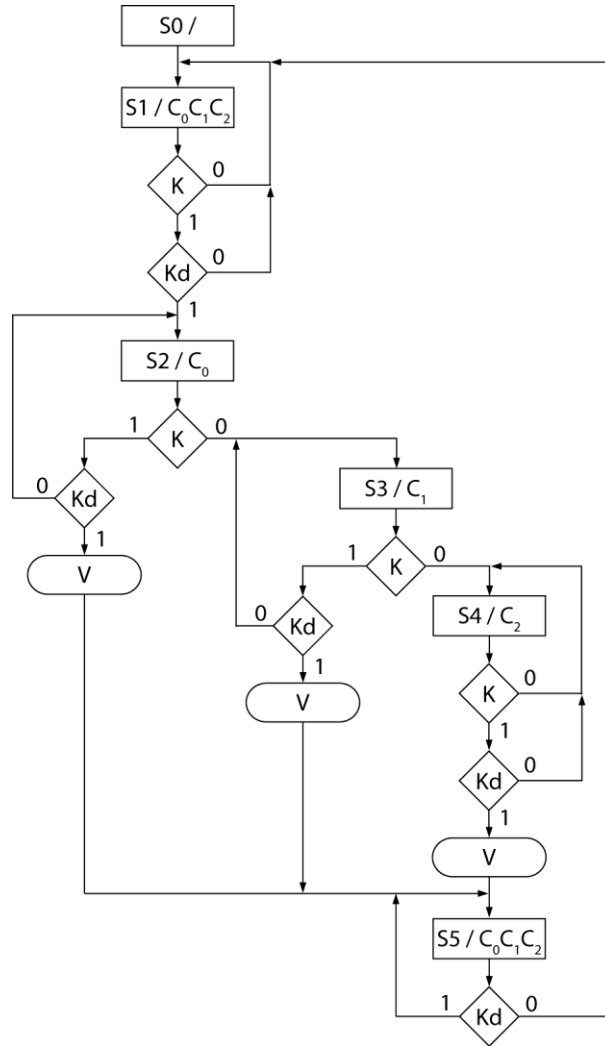 S0 /
S1 / C₀C₁C₂
K
0
1
Kd
0
1
S2 / C₀
1
K
0
0
Kd
1
V
S3 / C₁
1
K
0
0
Kd
1
V
S4 / C₂
K
0
1
Kd
0
1
V
S5 / C₀C₁C₂
1
Kd
0